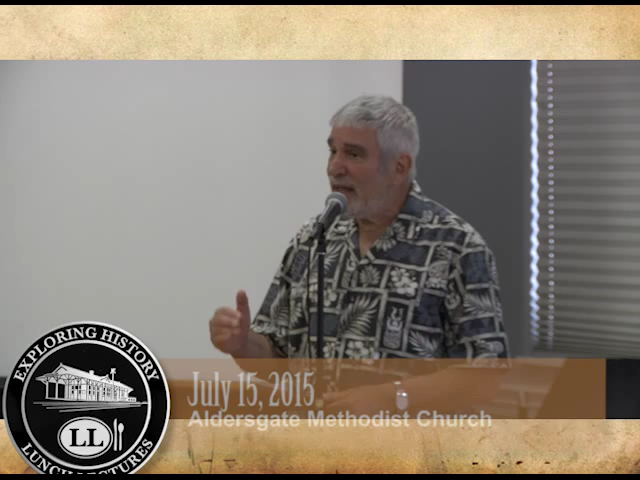 EXPLORING HISTORY
LL
LUNCH LECTURES
July 15, 2015
Aldersgate Methodist Church